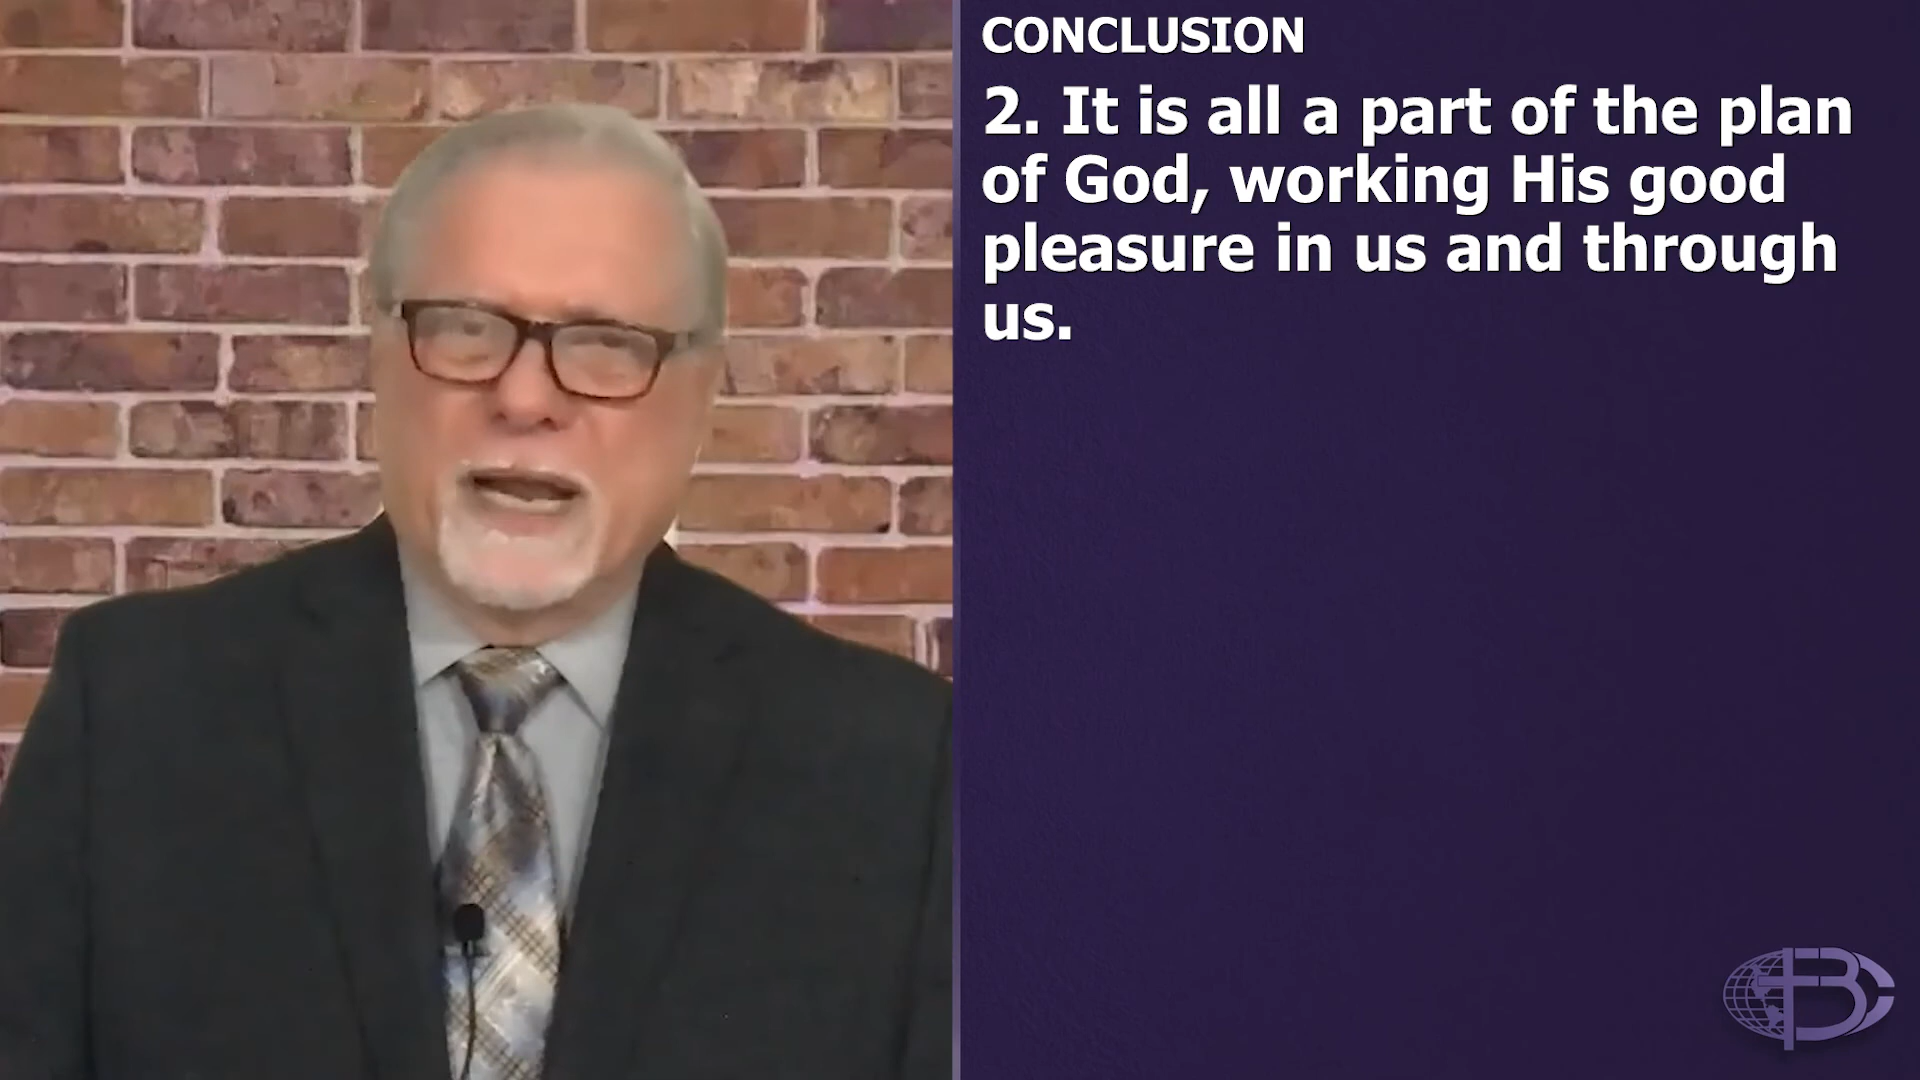 CONCLUSION
2. It is all a part of the plan
of God, working His good
pleasure in us and through
us.